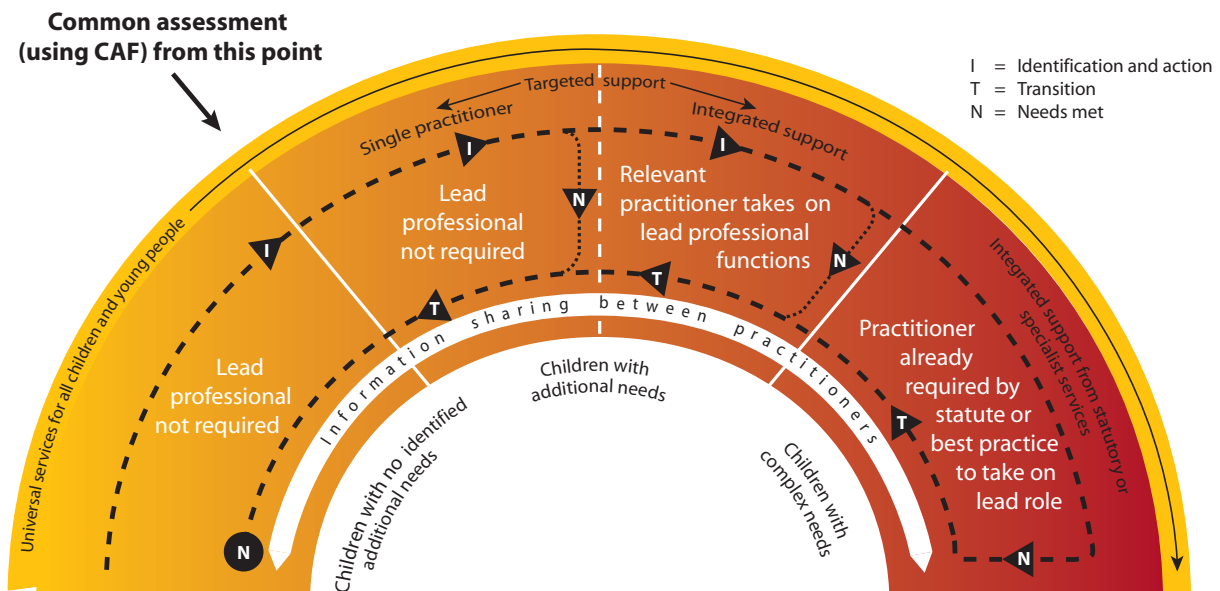 Common assessment
(using CAF) from this point
I = Identification and action
T = Transition
N = Needs met
Targeted support
Single practitioner
Integrated support
Universal services for all children and young people
Integrated support from statutory or
specialist services
I
I
I
Lead
professional
not required
Lead
professional
not required
N
Relevant
practitioner takes on
lead professional
functions
N
T
T
Practitioner
already
required by
statute or
best practice
to take on
lead role
T
N
N
Information sharing between practitioners
Children with no identified
additional needs
Children with
additional needs
Children with
complex needs